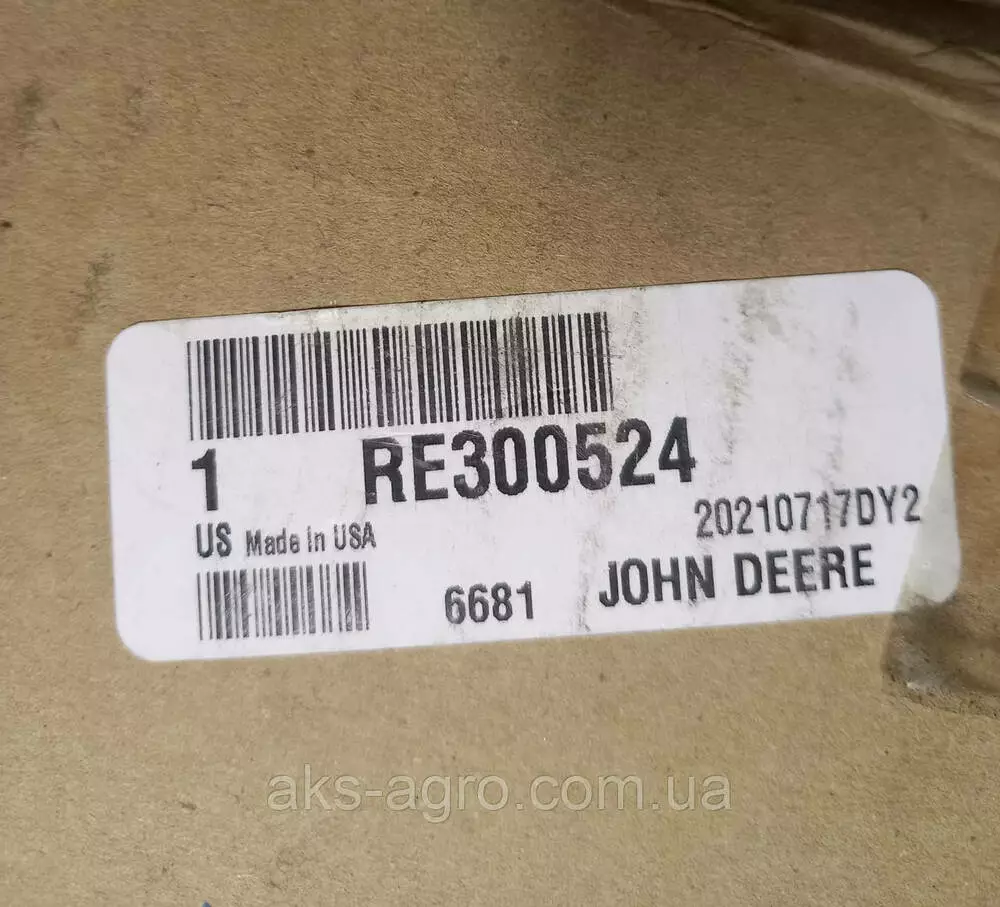 1 RE300524
20210717DY2
US Made In USA
6681 JOHN DEERE
aks-agro.com.ua